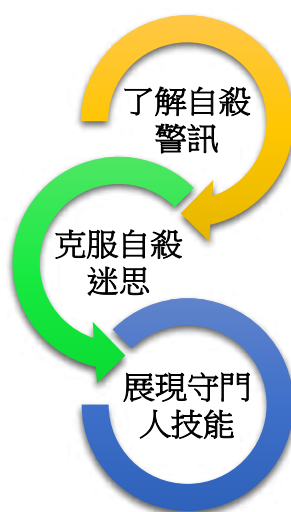 了解自殺
警訊
克服自殺
迷思
展現守門
人技能